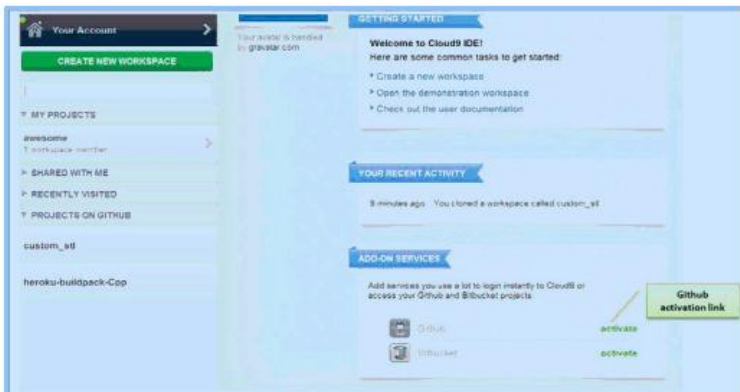 Your Account
CREATE NEW WORKSPACE
MY PROJECTS
awesome
1 workspace member
SHARED WITH ME
RECENTLY VISITED
PROJECTS ON GITHUB
custom_stl
heroku-buildpack-Cpp
Your avatar is handled
by gravatar.com
GETTING STARTED
Welcome to Cloud9 IDE!
Here are some common tasks to get started:
Create a new workspace
Open the demonstration workspace
Check out the user documentation
YOUR RECENT ACTIVITY
9 minutes ago You cloned a workspace called custom_stl
ADD-ON SERVICES
Add services you use a lot to login instantly to Cloud9 or
access your Github and Bitbucket projects
Github activate
Bitbucket activate
Github
activation link